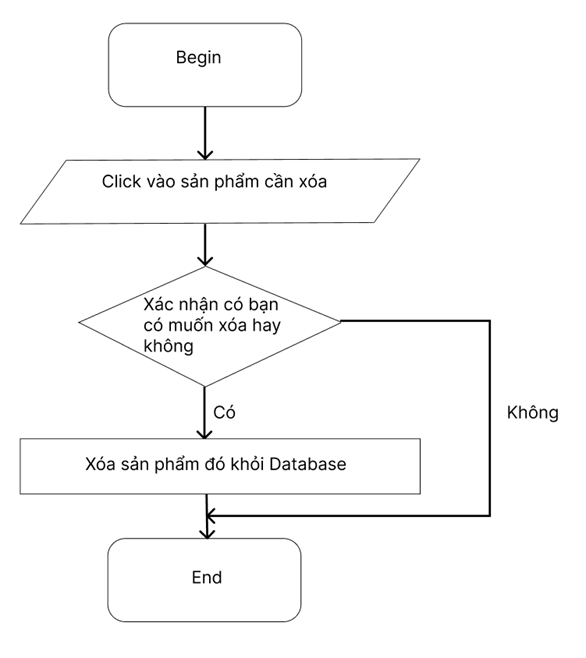 Begin
Click vào sản phẩm cần xóa
Xác nhận có bạn
có muốn xóa hay
không
Có
Không
Xóa sản phẩm đó khỏi Database
End